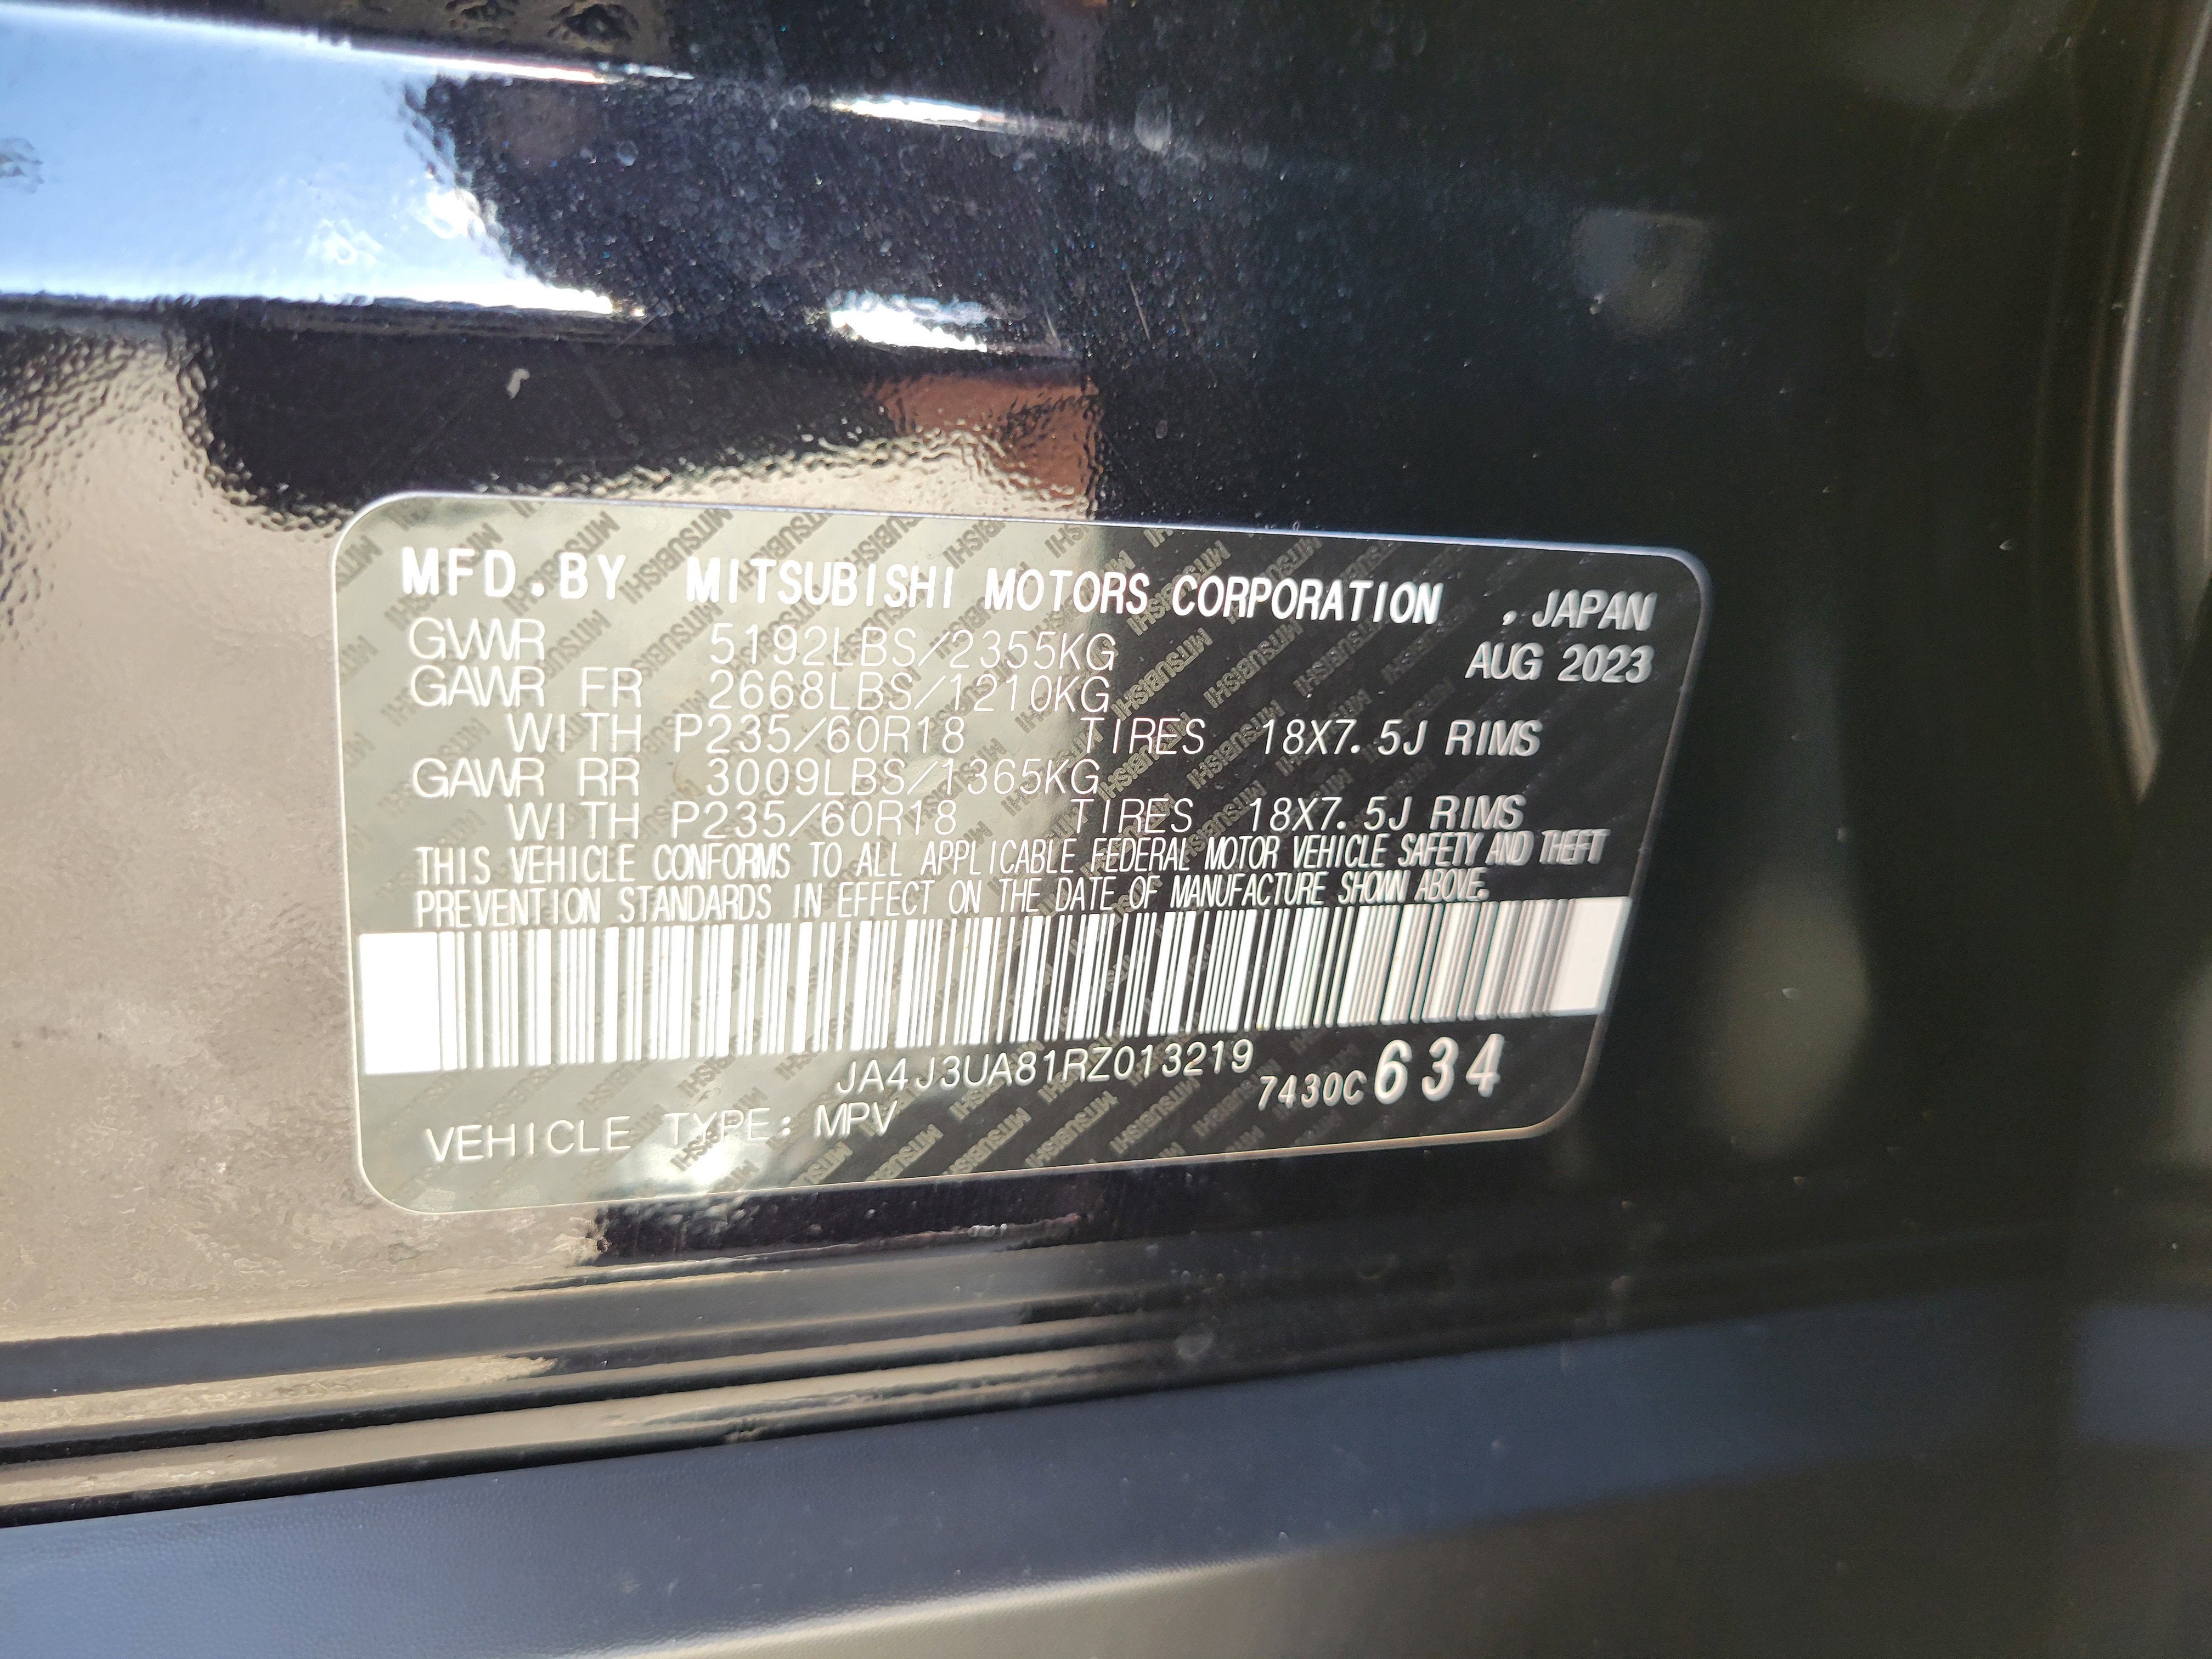 MFD.BY MITSUBISHI MOTORS CORPORATION , JAPAN
GVWR 5192LBS/2355KG AUG 2023
GAWR FR 2668LBS/1210KG
WITH P235/60R18 TIRES 18X7.5J RIMS
GAWR RR 3009LBS/1365KG
WITH P235/60R18 TIRES 18X7.5J RIMS
THIS VEHICLE CONFORMS TO ALL APPLICABLE FEDERAL MOTOR VEHICLE SAFETY AND THEFT
PREVENTION STANDARDS IN EFFECT ON THE DATE OF MANUFACTURE SHOWN ABOVE.
JA4J3UA81RZ013219
7430C634
VEHICLE TYPE: MPV